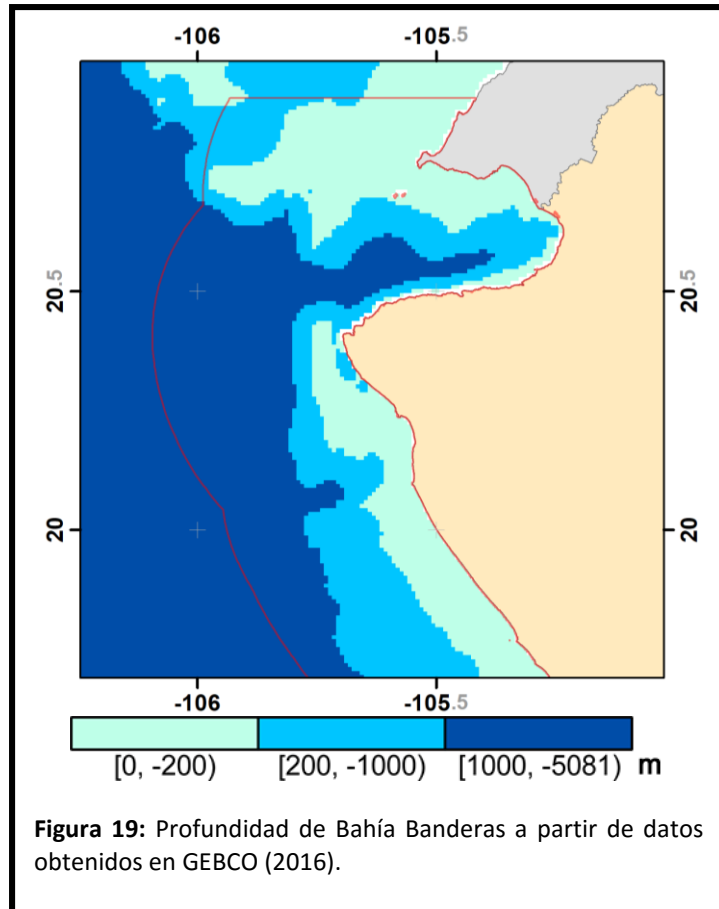 -106 -105.5
20.5 20.5
20 20
-106 -105.5
[0, -200) [200, -1000) [1000, -5081) m
Figura 19: Profundidad de Bahía Banderas a partir de datos
obtenidos en GEBCO (2016).